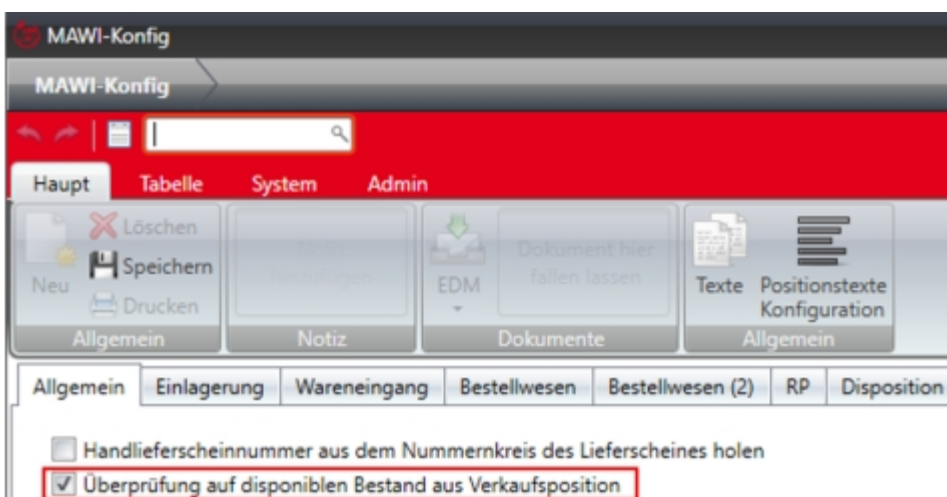 MAWI-Konfig
MAWI-Konfig
Haupt Tabelle System Admin
Neu
Löschen
Speichern
Drucken
Allgemein
Notiz
hinzufügen
Notiz
EDM
Dokument hier
fallen lassen
Dokumente
Texte
Positionstexte
Konfiguration
Allgemein
Allgemein Einlagerung Wareneingang Bestellwesen Bestellwesen (2) RP Disposition
Handlieferscheinnummer aus dem Nummernkreis des Lieferscheines holen
Überprüfung auf disponiblen Bestand aus Verkaufsposition